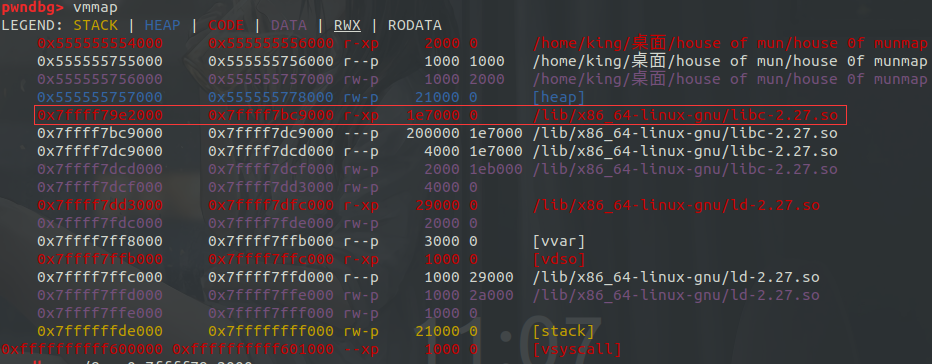 pwndbg> vmmap
LEGEND: STACK | HEAP | CODE | DATA | RWX | RODATA
0x555555554000 0x555555556000 r-xp 2000 0 /home/king/桌面/house of mun/house 0f munmap
0x555555755000 0x555555756000 r--p 1000 1000 /home/king/桌面/house of mun/house 0f munmap
0x555555756000 0x555555757000 rw-p 1000 2000 /home/king/桌面/house of mun/house 0f munmap
0x555555757000 0x555555778000 rw-p 21000 0 [heap]
0x7ffff79e2000 0x7ffff7bc9000 r-xp 1e7000 0 /lib/x86_64-linux-gnu/libc-2.27.so
0x7ffff7bc9000 0x7ffff7dc9000 ---p 200000 1e7000 /lib/x86_64-linux-gnu/libc-2.27.so
0x7ffff7dc9000 0x7ffff7dcd000 r--p 4000 1e7000 /lib/x86_64-linux-gnu/libc-2.27.so
0x7ffff7dcd000 0x7ffff7dcf000 rw-p 2000 1eb000 /lib/x86_64-linux-gnu/libc-2.27.so
0x7ffff7dcf000 0x7ffff7dd3000 rw-p 4000 0
0x7ffff7dd3000 0x7ffff7dfc000 r-xp 29000 0 /lib/x86_64-linux-gnu/ld-2.27.so
0x7ffff7fdc000 0x7ffff7fde000 rw-p 2000 0
0x7ffff7ff8000 0x7ffff7ffb000 r--p 3000 0 [vvar]
0x7ffff7ffb000 0x7ffff7ffc000 r-xp 1000 0 [vdso]
0x7ffff7ffc000 0x7ffff7ffd000 r--p 1000 29000 /lib/x86_64-linux-gnu/ld-2.27.so
0x7ffff7ffd000 0x7ffff7ffe000 rw-p 1000 2a000 /lib/x86_64-linux-gnu/ld-2.27.so
0x7ffff7ffe000 0x7ffff7fff000 rw-p 1000 0
0x7ffffffde000 0x7ffffffff000 rw-p 21000 0 [stack]
0xffffffffff600000 0xffffffffff601000 --xp 1000 0 [vsyscall]
11:07